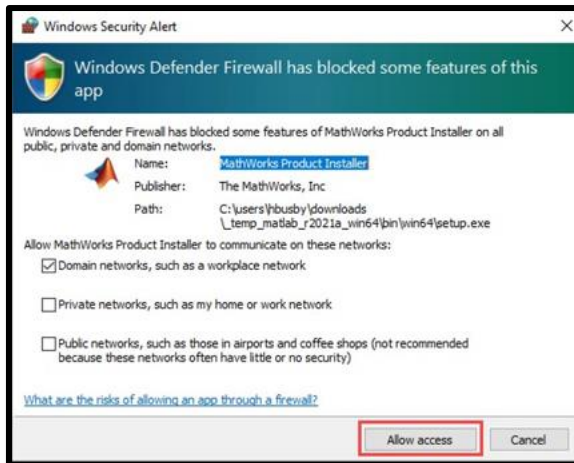 Windows Security Alert
Windows Defender Firewall has blocked some features of this
app
Windows Defender Firewall has blocked some features of MathWorks Product Installer on all
public, private and domain networks.
Name: MathWorks Product Installer
Publisher: The MathWorks, Inc
Path: C:\users\hbusby\downloads
\_temp_matlab_r2021a_win64\bin\win64\setup.exe
Allow MathWorks Product Installer to communicate on these networks:
Domain networks, such as a workplace network
Private networks, such as my home or work network
Public networks, such as those in airports and coffee shops (not recommended
because these networks often have little or no security)
What are the risks of allowing an app through a firewall?
Allow access Cancel